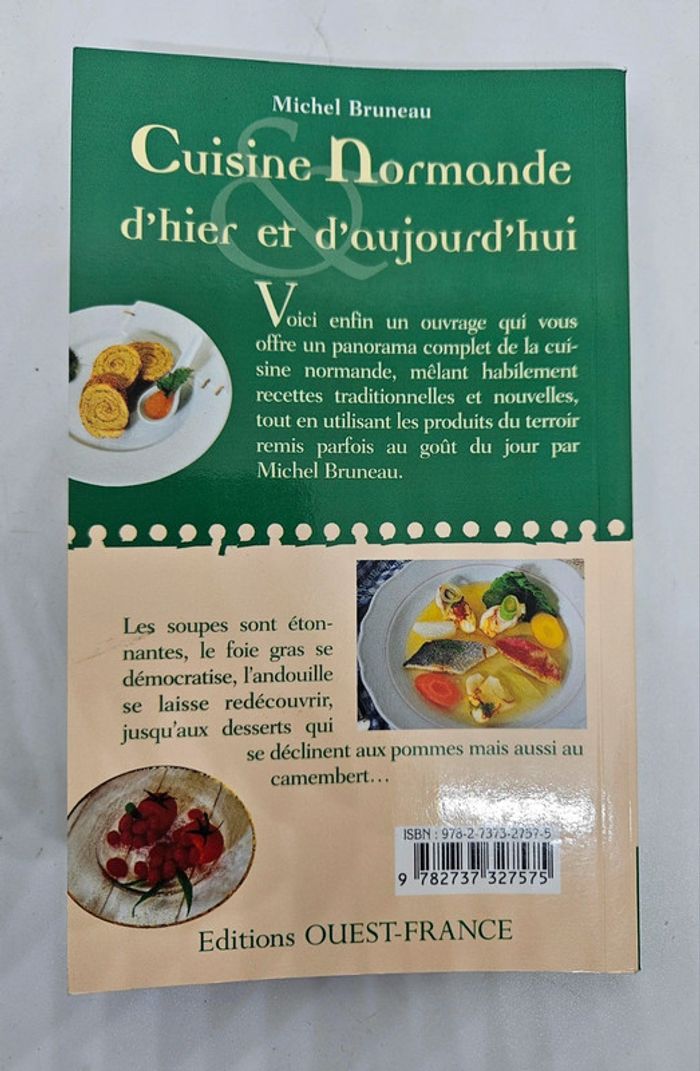 Michel Bruneau
&
Cuisine Normande
d'hier et d'aujourd'hui
Voici enfin un ouvrage qui vous
offre un panorama complet de la cui-
sine normande, mêlant habilement
recettes traditionnelles et nouvelles,
tout en utilisant les produits du terroir
remis parfois au goût du jour par
Michel Bruneau.
Les soupes sont éton-
nantes, le foie gras se
démocratise, l'andouille
se laisse redécouvrir,
jusqu'aux desserts qui
se déclinent aux pommes mais aussi au
camembert...
ISBN : 978-2-7373-2757-5
9 782737 327575
Editions OUEST-FRANCE